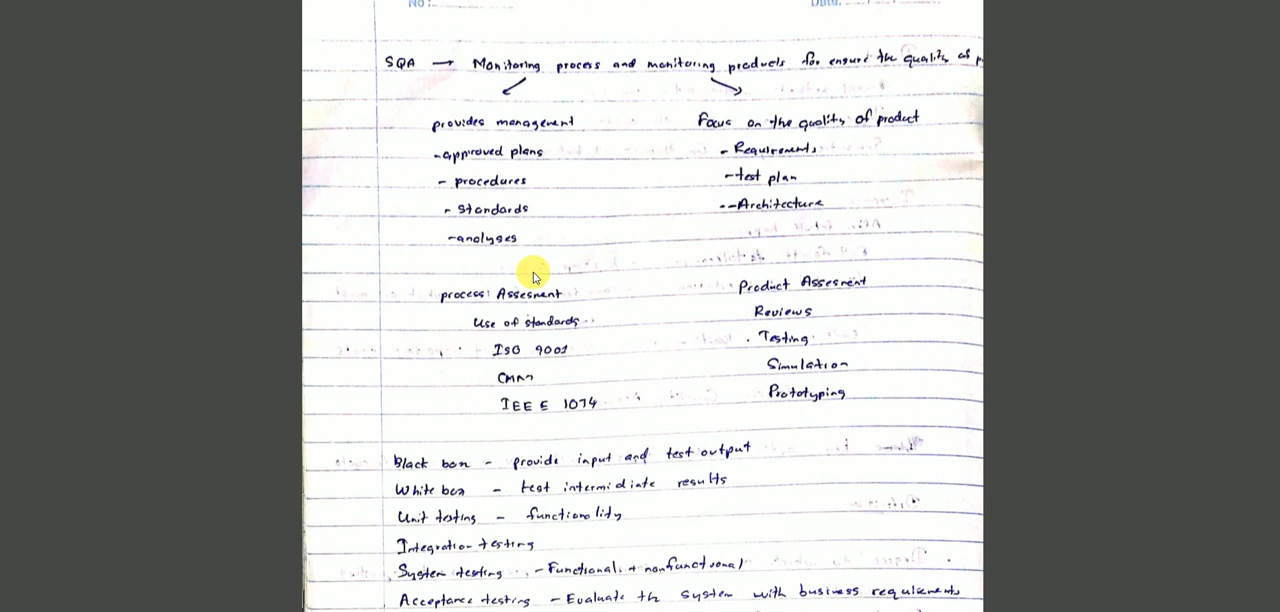 No:-
Date:
SQA → Monitoring process and monitoring products for ensure the quality of
provides management
-approved plans
- procedures
- Standards
-analyses
Focus on the quality of product
- Requirements
-test plan
--Architecture
process: Assesment
Use of standards
ISO 9001
CMM
IEEE 1074
Product Assesment
Reviews
Testing
Simulation
Prototyping
Black box - provide input and test output
White box - test intermidiate results
Unit testing - functionality
Integration testing
System testing - Functional + nonfunctional
Acceptance testing - Evaluate the system with business requirements